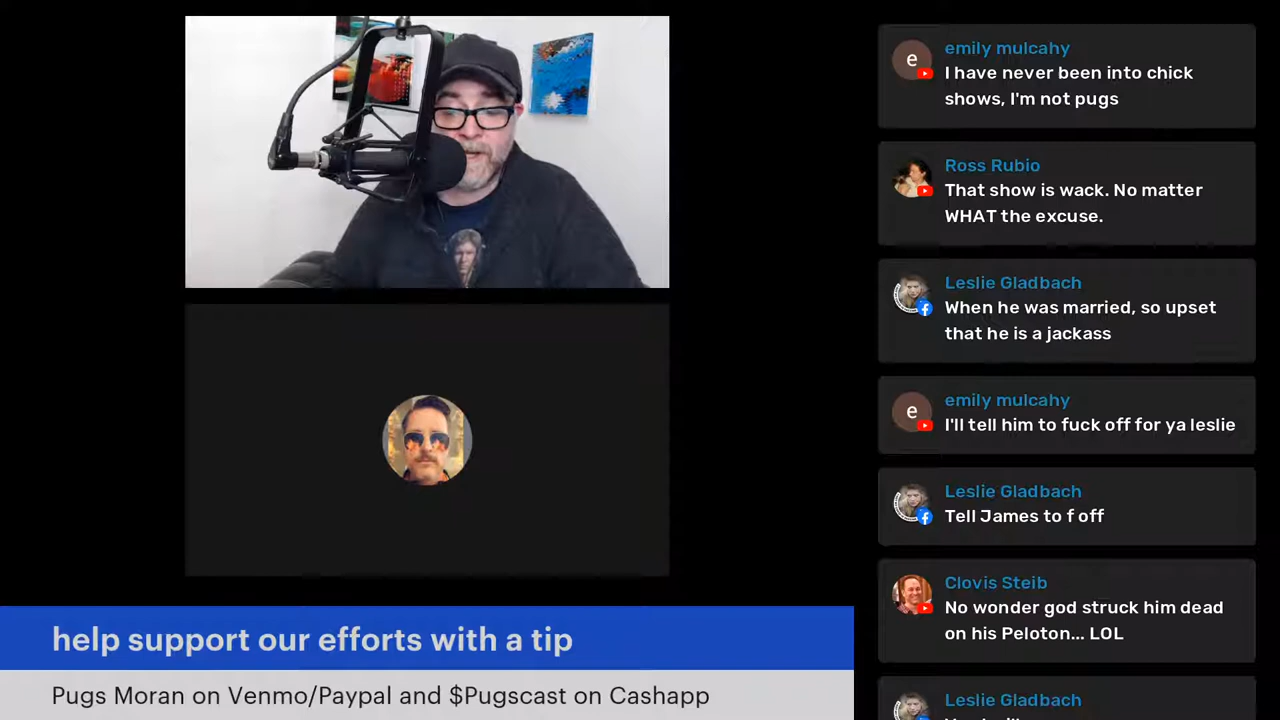 emily mulcahy
I have never been into chick
shows, I'm not pugs
Ross Rubio
That show is wack. No matter
WHAT the excuse.
Leslie Gladbach
When he was married, so upset
that he is a jackass
emily mulcahy
I'll tell him to fuck off for ya leslie
Leslie Gladbach
Tell James to f off
Clovis Steib
No wonder god struck him dead
on his Peloton... LOL
Leslie Gladbach
help support our efforts with a tip
Pugs Moran on Venmo/Paypal and $Pugscast on Cashapp